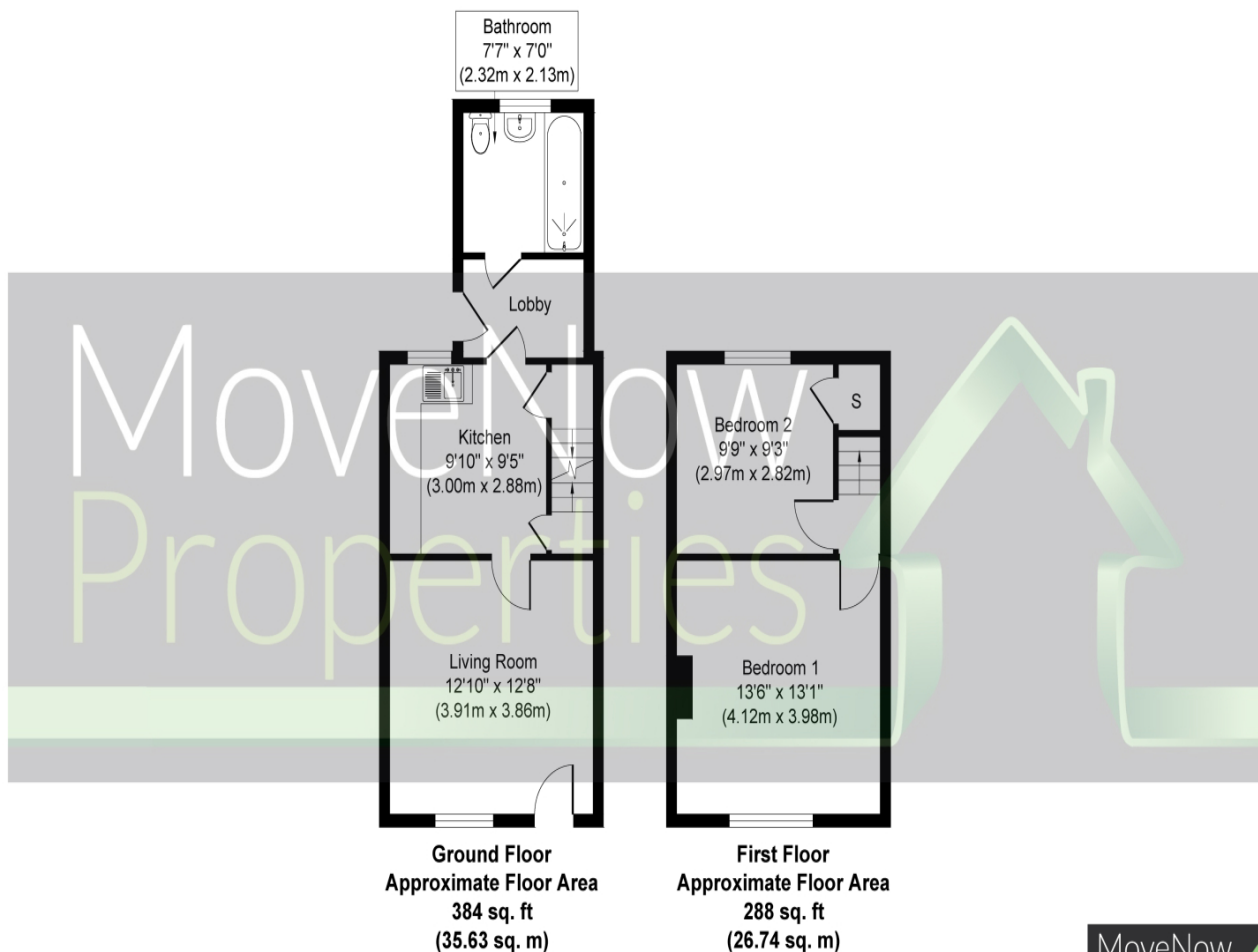 Bathroom
7'7" x 7'0"
(2.32m x 2.13m)
Lobby
Kitchen
9'10" x 9'5"
(3.00m x 2.88m)
Living Room
12'10" x 12'8"
(3.91m x 3.86m)
Ground Floor
Approximate Floor Area
384 sq. ft
(35.63 sq. m)
S
Bedroom 2
9'9" x 9'3"
(2.97m x 2.82m)
Bedroom 1
13'6" x 13'1"
(4.12m x 3.98m)
First Floor
Approximate Floor Area
288 sq. ft
(26.74 sq. m)
MoveNow
Properties
MoveNow